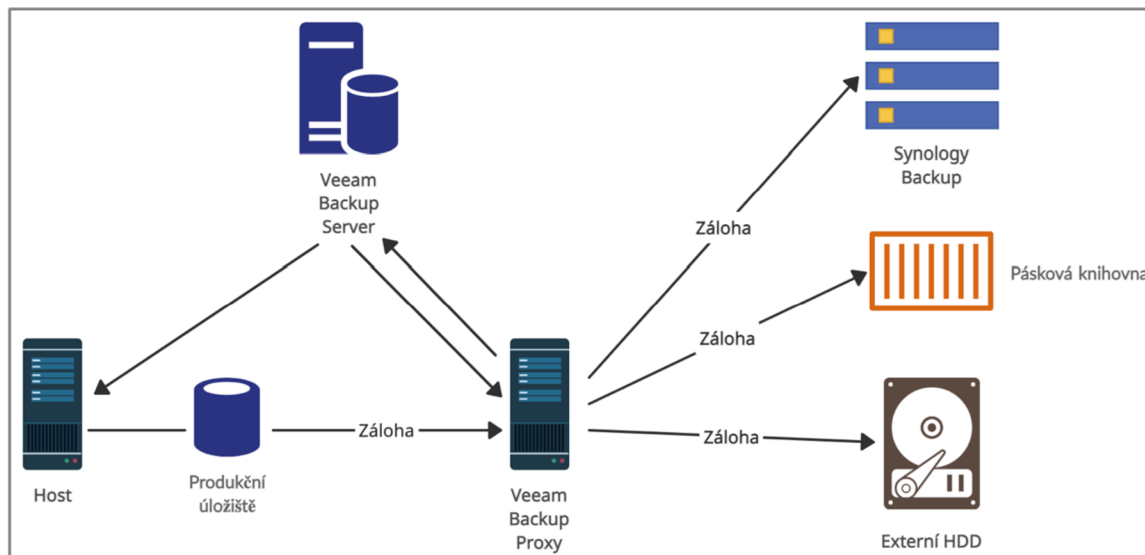 Veeam
Backup
Server
Synology
Backup
Záloha
Pásková knihovna
Záloha
Záloha
Záloha
Host
Produkční
úložiště
Veeam
Backup
Proxy
Externí HDD